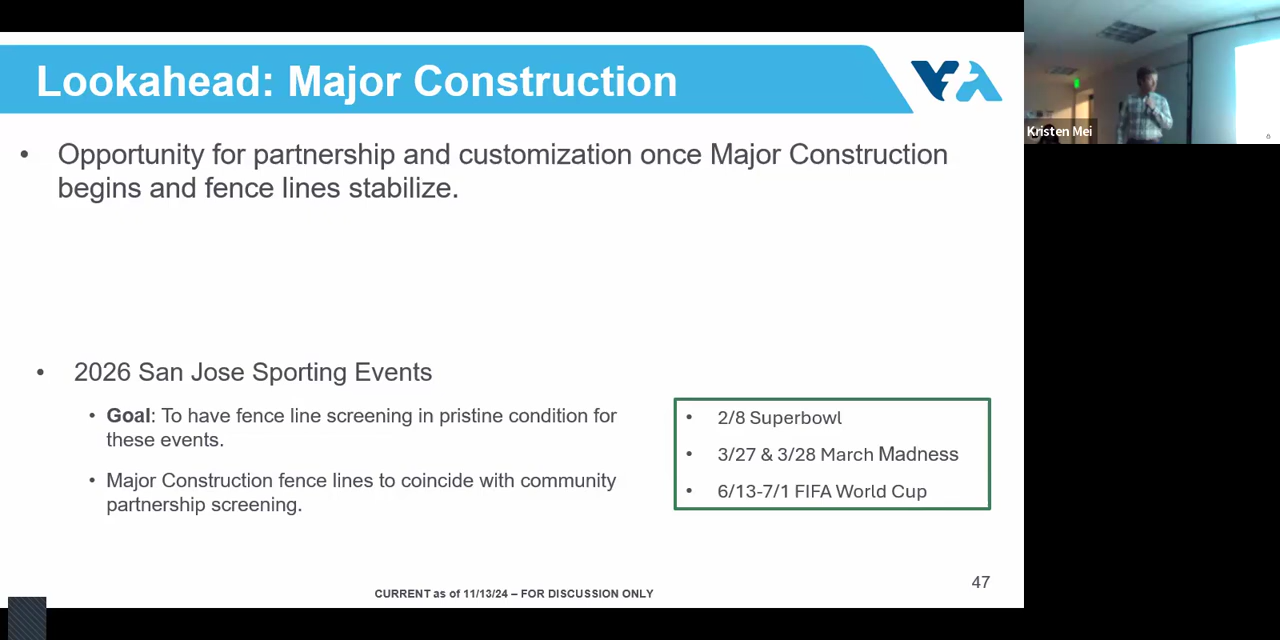 Lookahead: Major Construction
VTA
• Opportunity for partnership and customization once Major Construction
begins and fence lines stabilize.
• 2026 San Jose Sporting Events
• Goal: To have fence line screening in pristine condition for
these events.
• Major Construction fence lines to coincide with community
partnership screening.
• 2/8 Superbowl
• 3/27 & 3/28 March Madness
• 6/13-7/1 FIFA World Cup
47
CURRENT as of 11/13/24 – FOR DISCUSSION ONLY
Kristen Mei